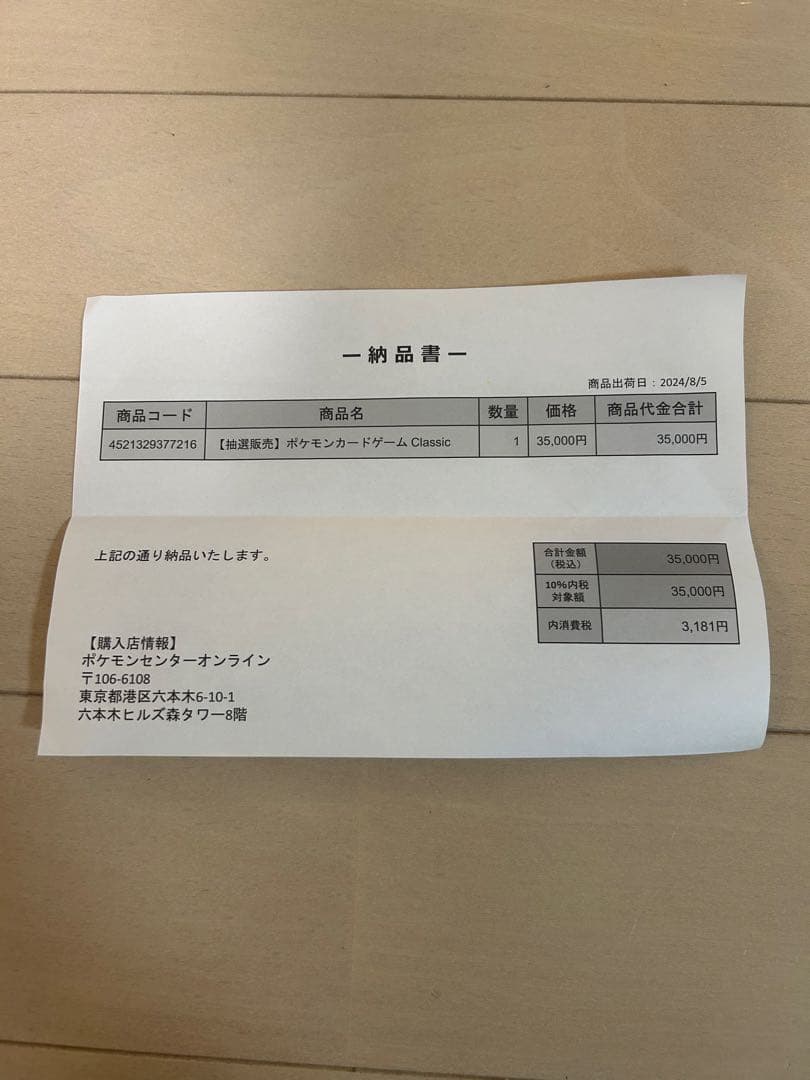 ー納品書ー
商品出荷日：2024/8/5
商品コード 商品名 数量 価格 商品代金合計
4521329377216 【抽選販売】ポケモンカードゲーム Classic 1 35,000円 35,000円
上記の通り納品いたします。
合計金額
（税込） 35,000円
10%内税
対象額 35,000円
内消費税 3,181円
【購入店情報】
ポケモンセンターオンライン
〒106-6108
東京都港区六本木6-10-1
六本木ヒルズ森タワー8階